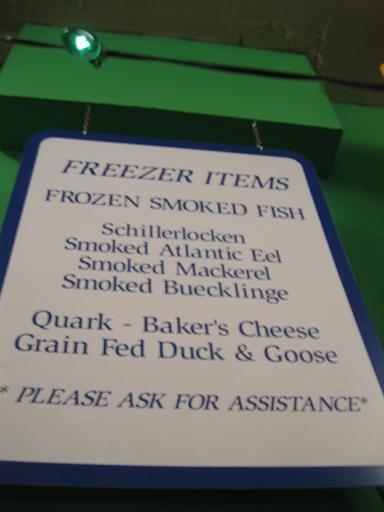 FREEZER ITEMS
FROZEN SMOKED FISH
Schillerlocken
Smoked Atlantic Eel
Smoked Mackerel
Smoked Buecklinge
Quark - Baker's Cheese
Grain Fed Duck & Goose
* PLEASE ASK FOR ASSISTANCE*